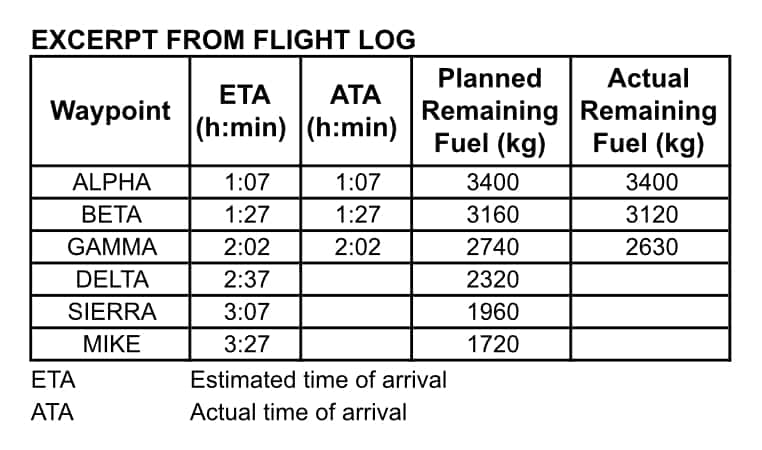 EXCERPT FROM FLIGHT LOG
Waypoint ETA (h:min) ATA (h:min) Planned Remaining Fuel (kg) Actual Remaining Fuel (kg)
ALPHA 1:07 1:07 3400 3400
BETA 1:27 1:27 3160 3120
GAMMA 2:02 2:02 2740 2630
DELTA 2:37 2320
SIERRA 3:07 1960
MIKE 3:27 1720
ETA Estimated time of arrival
ATA Actual time of arrival